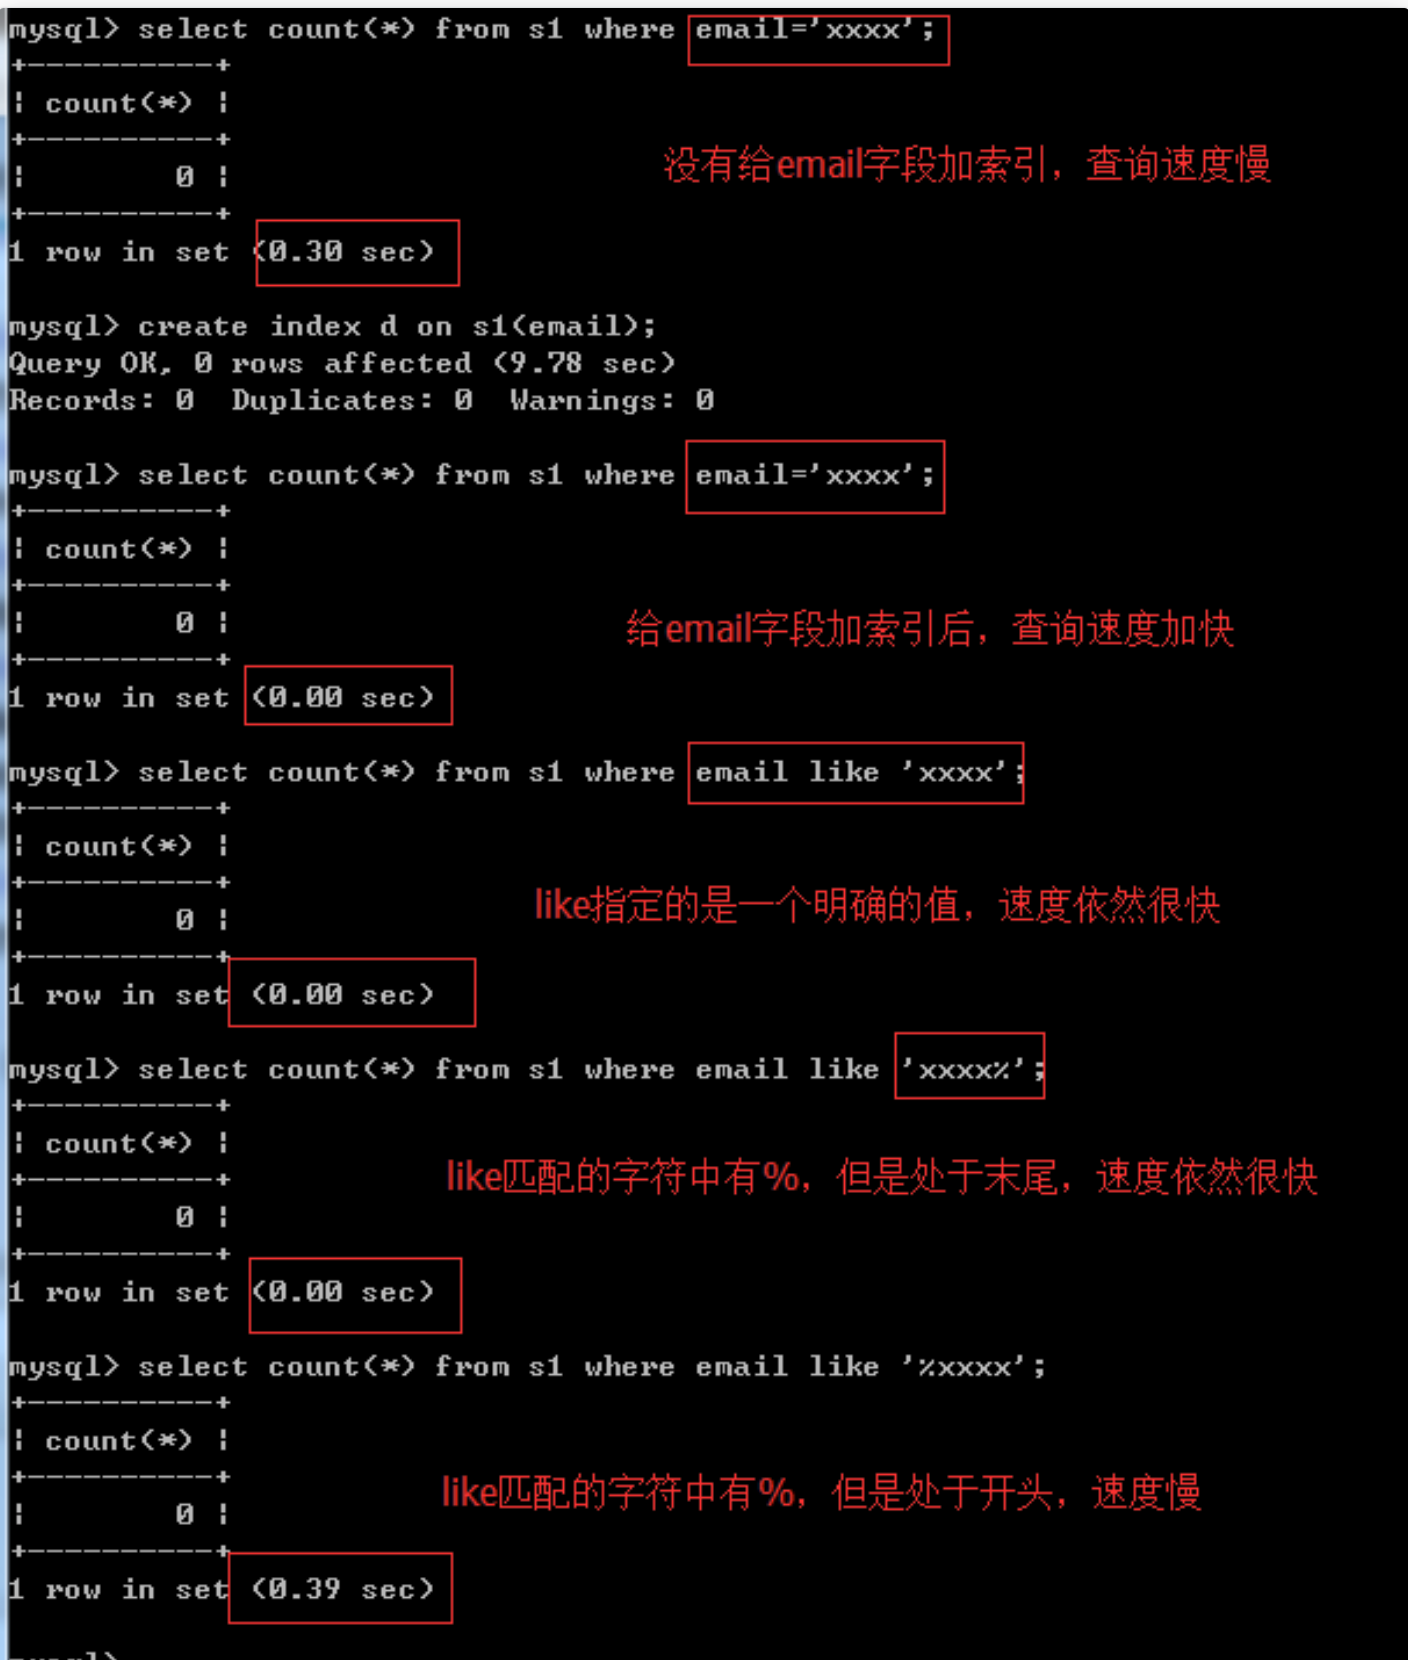 mysql> select count(*) from s1 where email='xxxx';
+----------+
| count(*) |
+----------+
没有给email字段加索引，查询速度慢
|        0 |
+----------+
1 row in set (0.30 sec)
mysql> create index d on s1(email);
Query OK, 0 rows affected (9.78 sec)
Records: 0  Duplicates: 0  Warnings: 0
mysql> select count(*) from s1 where email='xxxx';
+----------+
| count(*) |
+----------+
|        0 |
给email字段加索引后，查询速度加快
+----------+
1 row in set (0.00 sec)
mysql> select count(*) from s1 where email like 'xxxx';
+----------+
| count(*) |
+----------+
like指定的是一个明确的值，速度依然很快
|        0 |
+----------+
1 row in set (0.00 sec)
mysql> select count(*) from s1 where email like 'xxxx%';
+----------+
| count(*) |
+----------+
like匹配的字符中有%，但是处于末尾，速度依然很快
|        0 |
+----------+
1 row in set (0.00 sec)
mysql> select count(*) from s1 where email like '%xxxx';
+----------+
| count(*) |
+----------+
like匹配的字符中有%，但是处于开头，速度慢
|        0 |
+----------+
1 row in set (0.39 sec)
mysql>